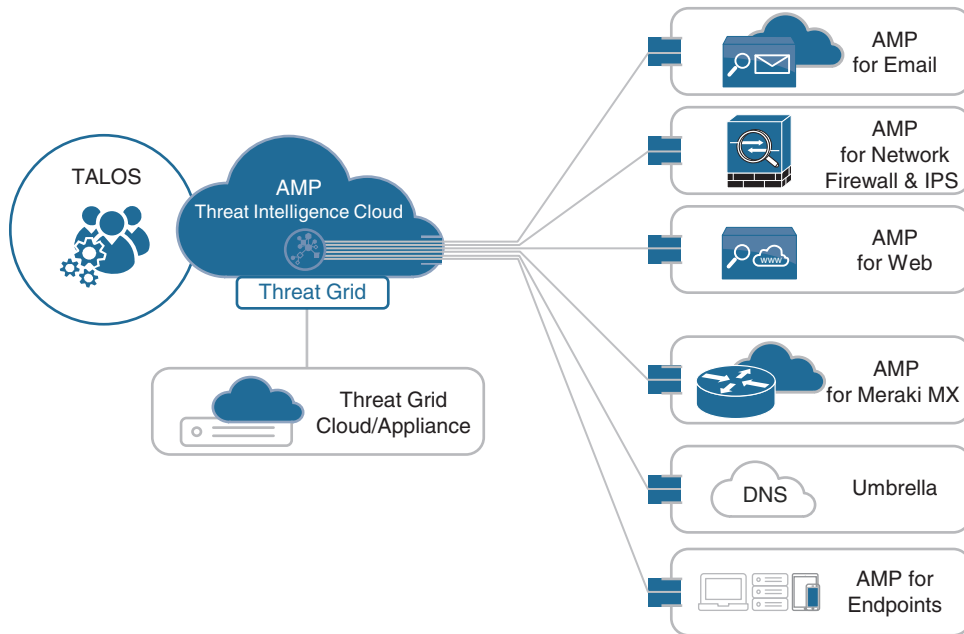 TALOS
AMP
Threat Intelligence Cloud
Threat Grid
Threat Grid
Cloud/Appliance
AMP
for Email
AMP
for Network
Firewall & IPS
www
AMP
for Web
AMP
for Meraki MX
DNS
Umbrella
AMP for
Endpoints